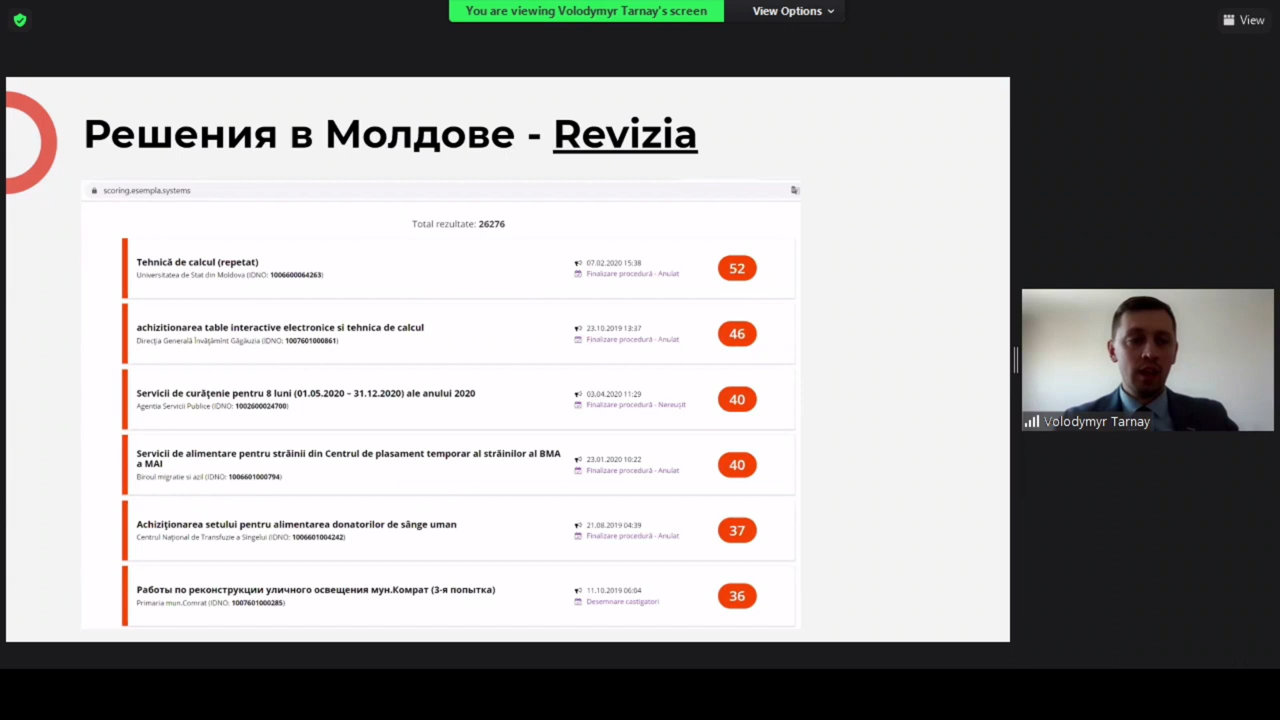 You are viewing Volodymyr Tarnay's screen
View Options
View
Решения в Молдове - Revizia
scoring.esempla.systems
Total rezultate: 26276
Tehnică de calcul (repetat)
Universitatea de Stat din Moldova (IDNO: 1006600064263)
07.02.2020 15:38
Finalizare procedură - Anulat
52
achizitionarea table interactive electronice si tehnica de calcul
Direcția Generală Învățămînt Găgăuzia (IDNO: 1007601000861)
23.10.2019 13:37
Finalizare procedură - Anulat
46
Servicii de curățenie pentru 8 luni (01.05.2020 – 31.12.2020) ale anului 2020
Agentia Servicii Publice (IDNO: 1002600024700)
03.04.2020 11:29
Finalizare procedură - Nereușit
40
Servicii de alimentare pentru străinii din Centrul de plasament temporar al străinilor al BMA
a MAI
Biroul migratie si azil (IDNO: 1006601000794)
23.01.2020 10:22
Finalizare procedură - Anulat
40
Achiziţionarea setului pentru alimentarea donatorilor de sânge uman
Centrul Național de Transfuzie a Sîngelui (IDNO: 1006601004242)
21.08.2019 04:39
Finalizare procedură - Anulat
37
Работы по реконструкции уличного освещения мун.Комрат (3-я попытка)
Primaria mun.Comrat (IDNO: 1007601000285)
11.10.2019 06:04
Desemnare castigatori
36
Volodymyr Tarnay